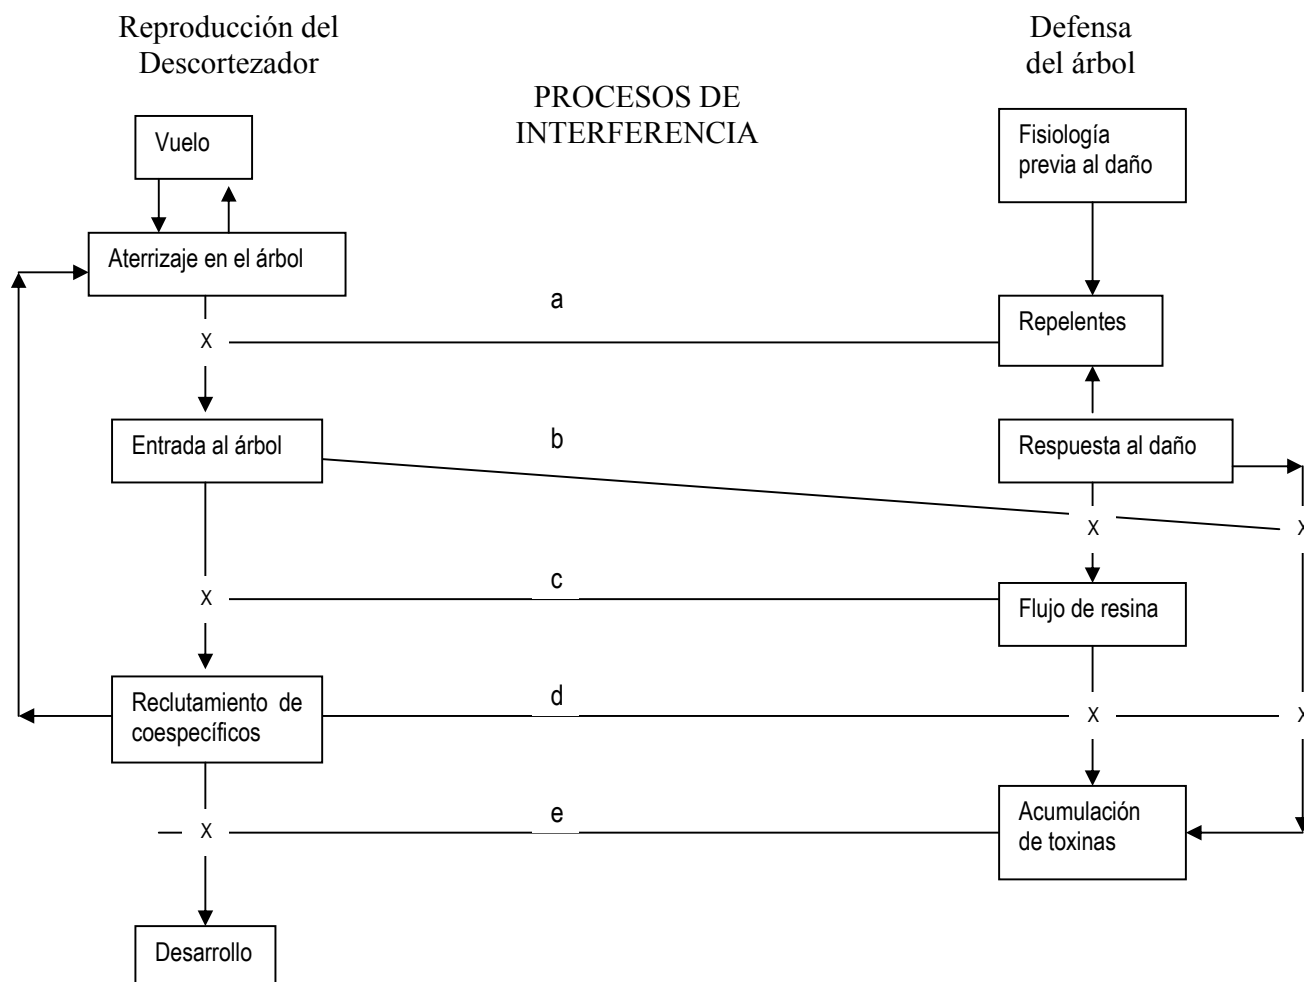 Reproducción del
Descortezador
Defensa
del árbol
PROCESOS DE
INTERFERENCIA
Vuelo
Fisiología
previa al daño
Aterrizaje en el árbol
a
Repelentes
X
Entrada al árbol
b
Respuesta al daño
X
X
c
X
Flujo de resina
Reclutamiento de
coespecíficos
d
X
X
e
X
Acumulación
de toxinas
Desarrollo